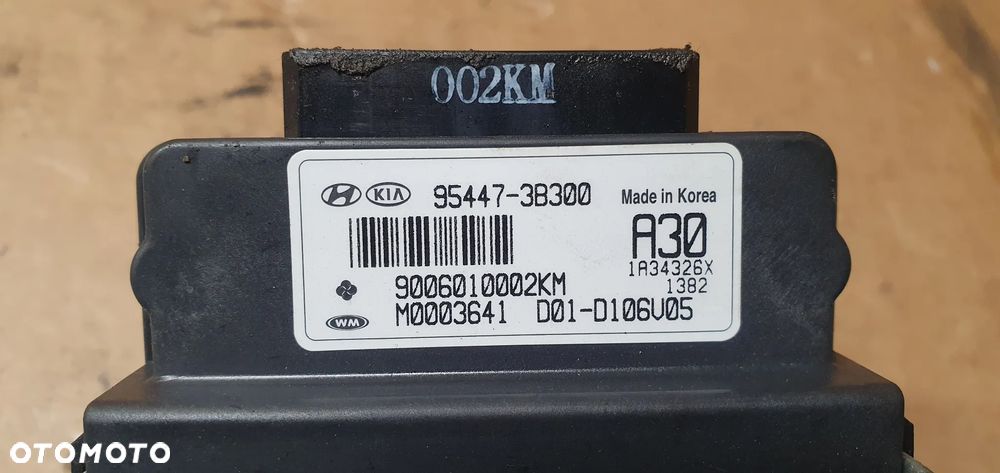 002KM
KIA 95447-3B300 Made in Korea
A30
1A34326X
1382
9006010002KM
M0003641 D01-D106V05
WM
OTOMOTO